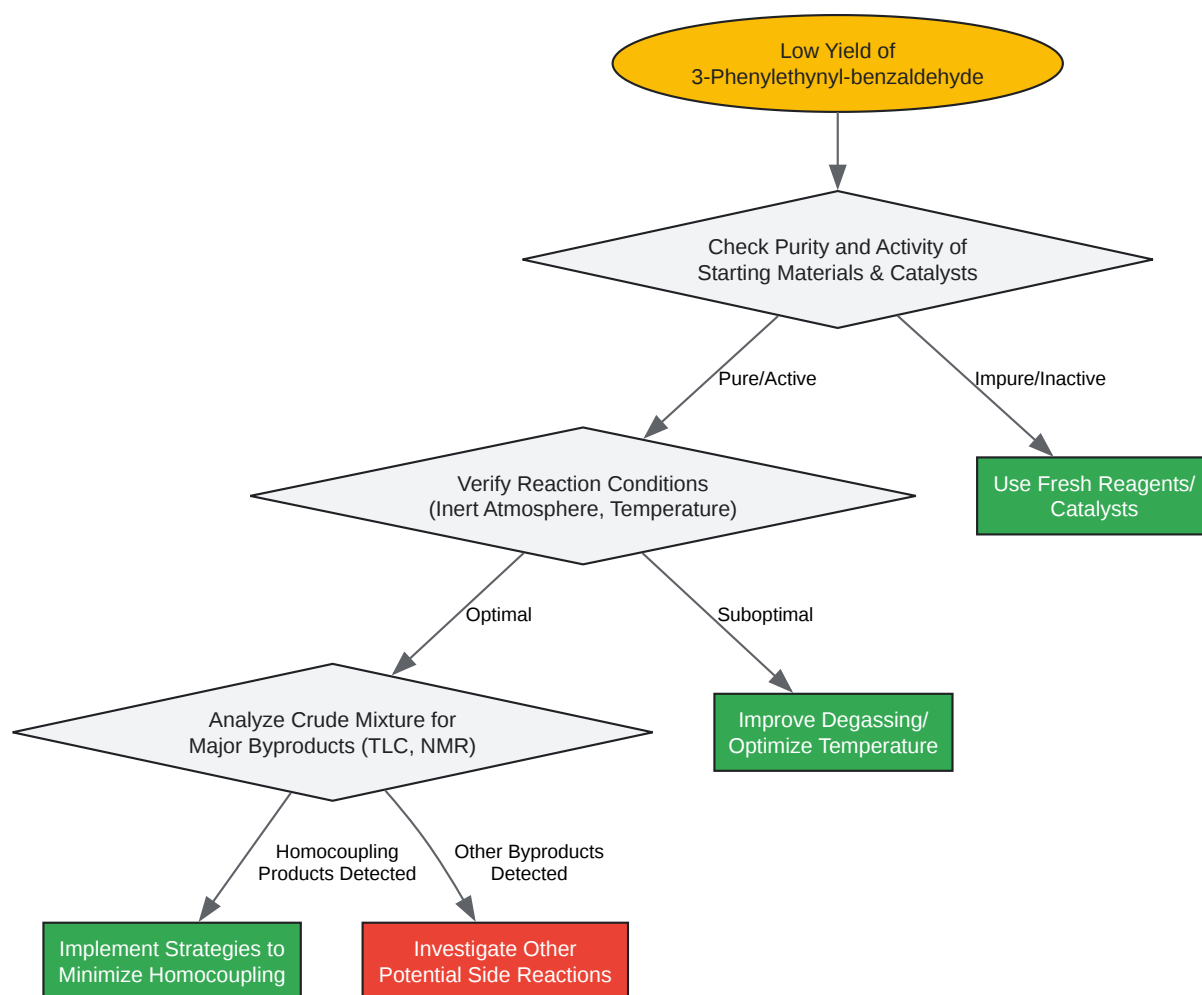 Low Yield of
3-Phenylethynyl-benzaldehyde
Check Purity and Activity of
Starting Materials & Catalysts
Pure/Active
Impure/Inactive
Verify Reaction Conditions
(Inert Atmosphere, Temperature)
Use Fresh Reagents/
Catalysts
Optimal
Suboptimal
Analyze Crude Mixture for
Major Byproducts (TLC, NMR)
Improve Degassing/
Optimize Temperature
Homocoupling
Products Detected
Other Byproducts
Detected
Implement Strategies to
Minimize Homocoupling
Investigate Other
Potential Side Reactions